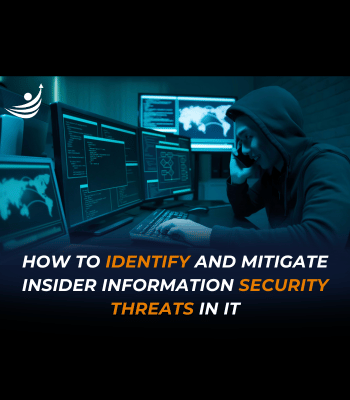 HOW TO IDENTIFY AND MITIGATE
INSIDER INFORMATION SECURITY
THREATS IN IT